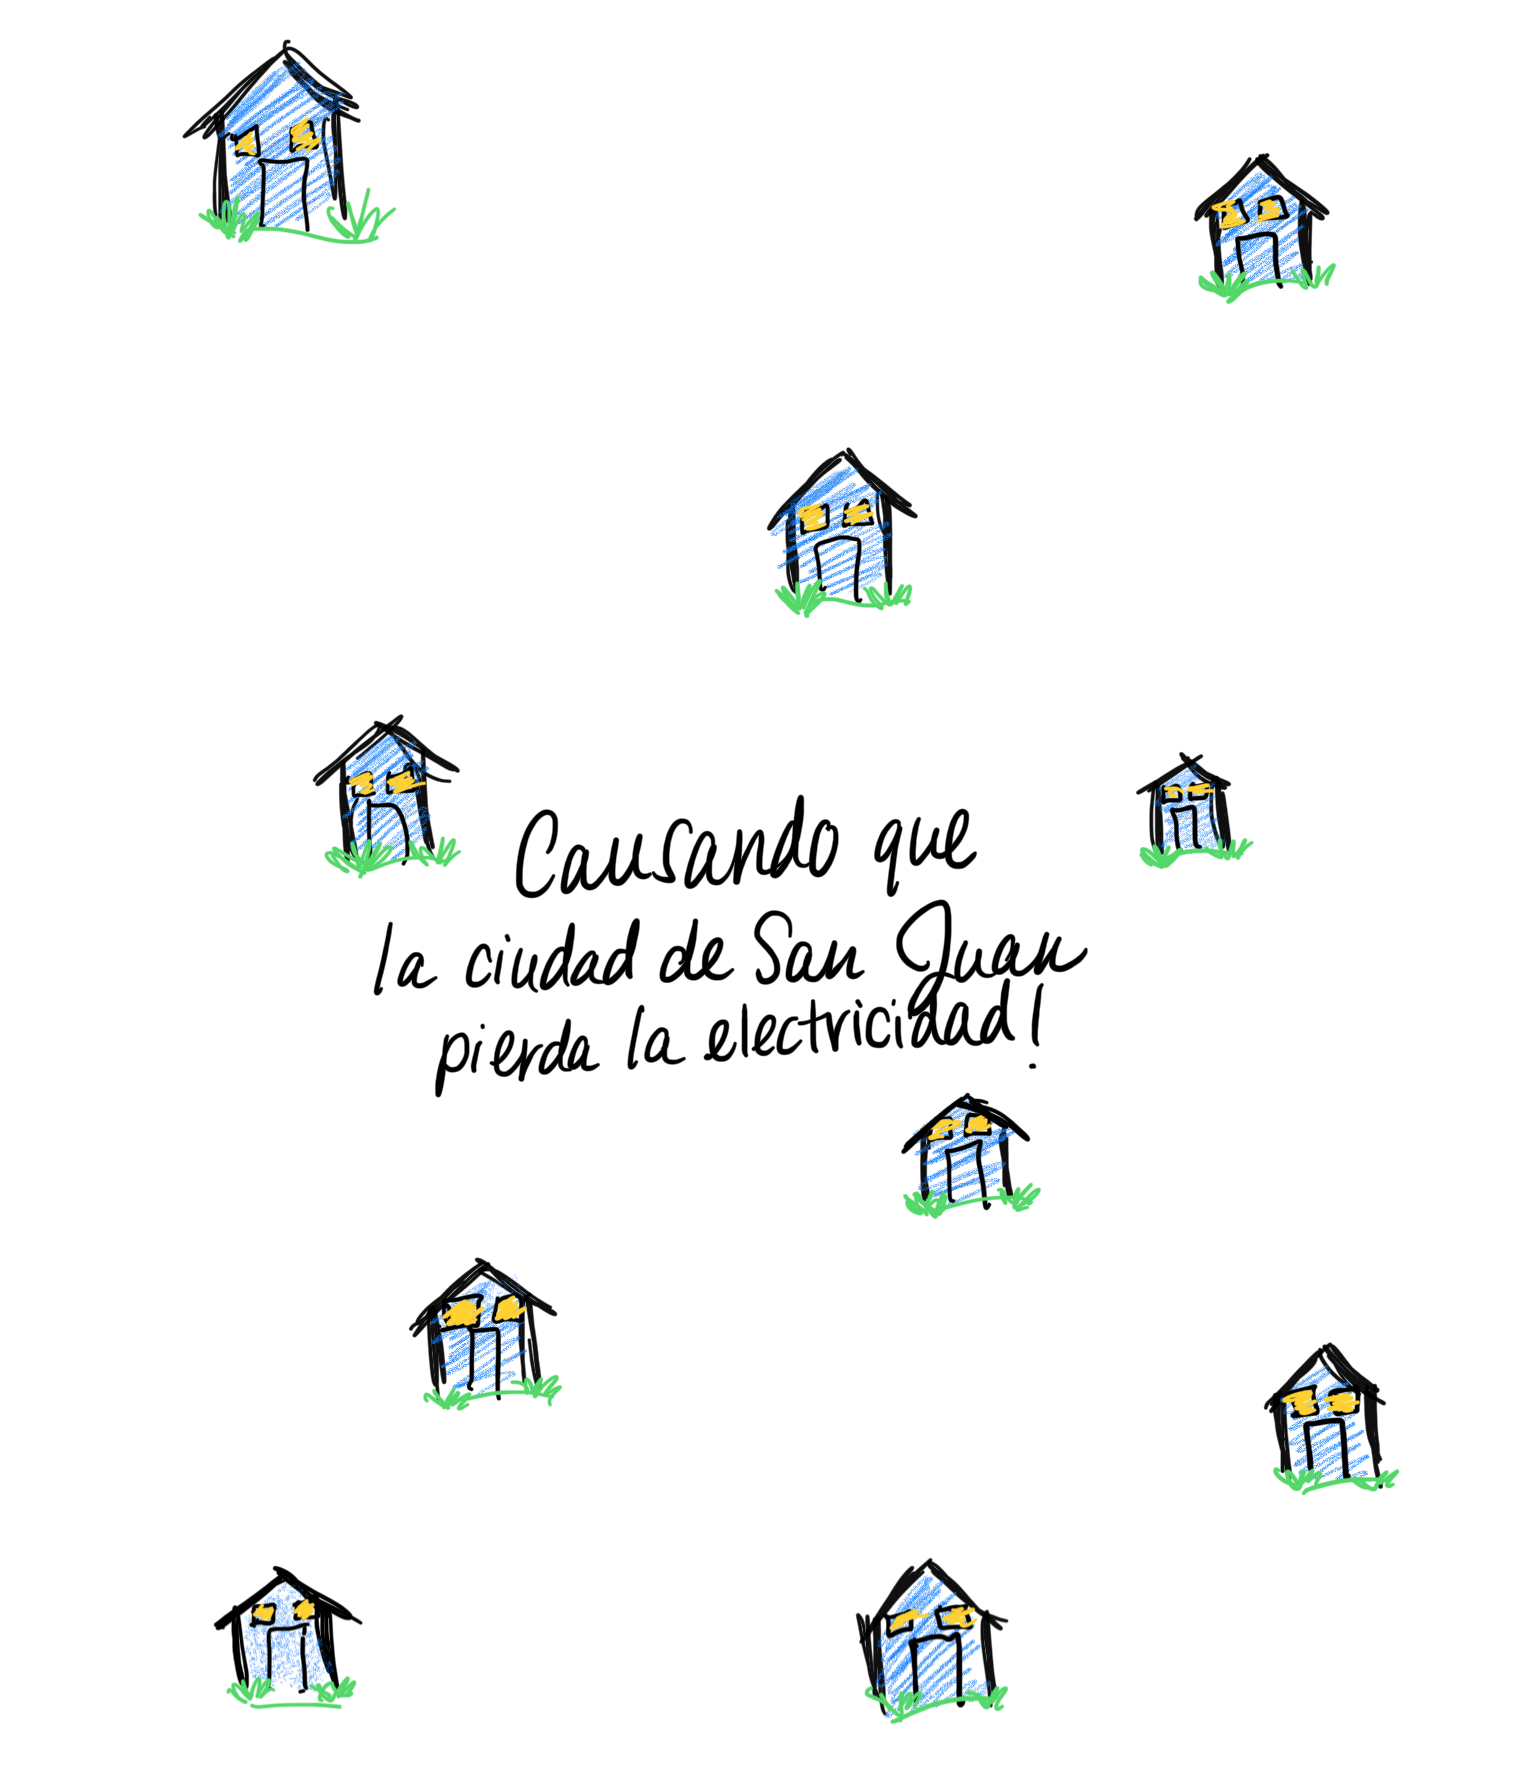 Causando que
la ciudad de San Juan
pierda la electricidad!